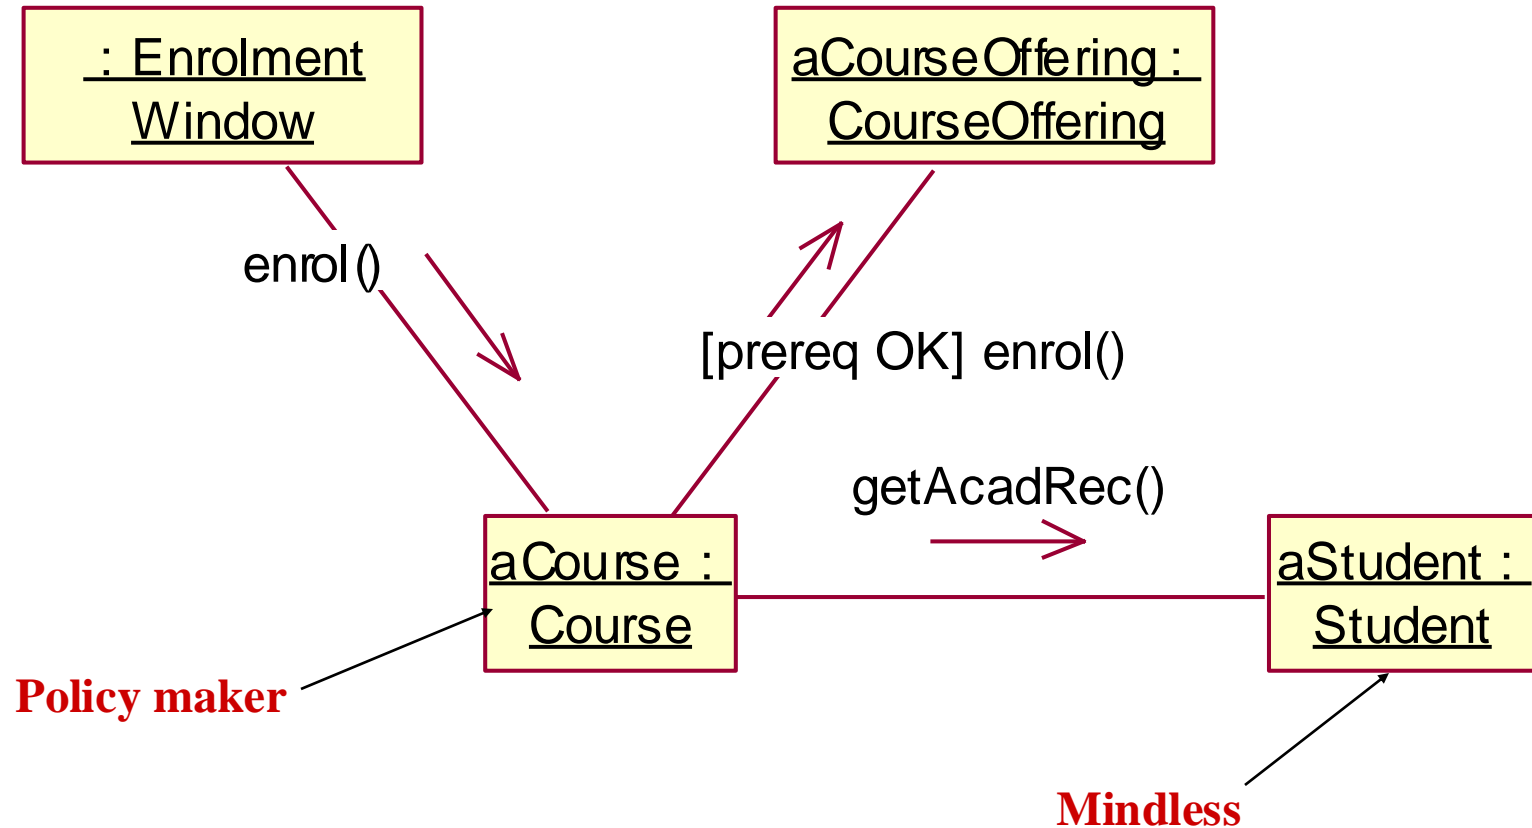 : Enrolment
Window
aCourseOffering :
CourseOffering
enrol()
[prereq OK] enrol()
getAcadRec()
aCourse :
Course
aStudent :
Student
Policy maker
Mindless